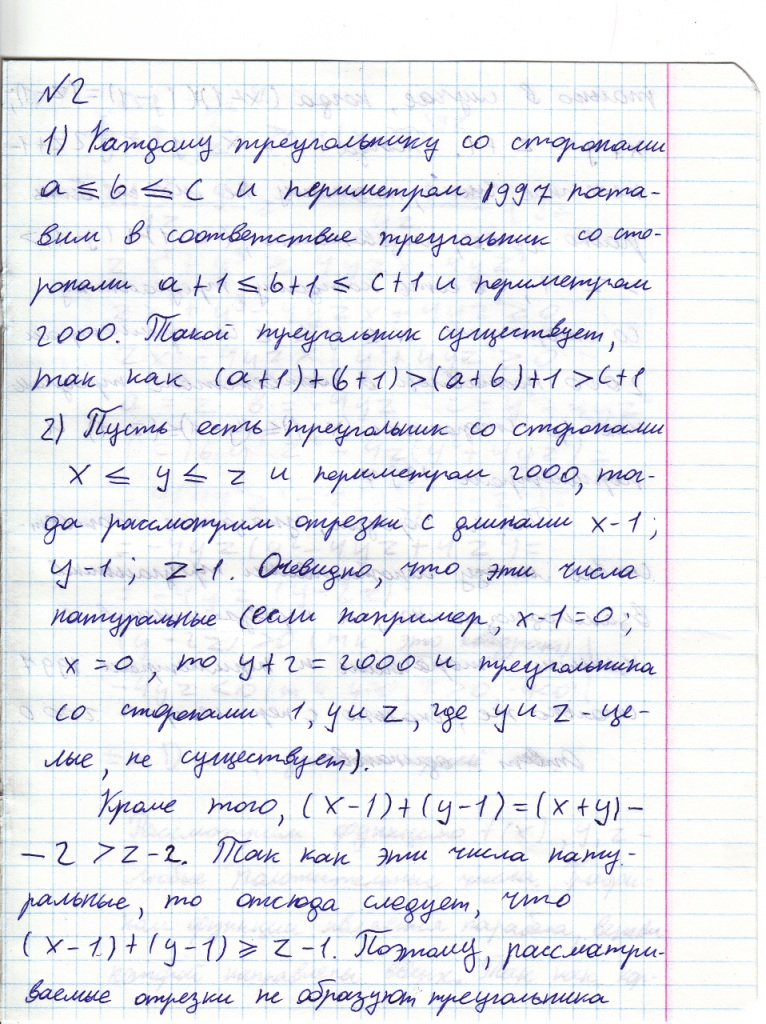 №2
1) Каждому треугольнику со сторонами
a ≤ b ≤ c и периметром 1997 поста-
вим в соответствие треугольник со сто-
ронами a+1 ≤ b+1 ≤ c+1 и периметром
2000. Такой треугольник существует,
так как (a+1)+(b+1)>(a+b)+1>c+1
2) Пусть есть треугольник со сторонами
x ≤ y ≤ z и периметром 2000, тог-
да рассмотрим отрезки с длинами x-1;
y-1; z-1. Очевидно, что эти числа
натуральные (если например, x-1=0;
x=0, то y+z=2000 и треугольника
со сторонами 1, y и z, где y и z - це-
лые, не существует).
Кроме того, (x-1)+(y-1)=(x+y)-
-2>z-2. Так как эти числа нату-
ральные, то отсюда следует, что
(x-1)+(y-1)≥z-1. Поэтому, рассматри-
ваемые отрезки не образуют треугольника